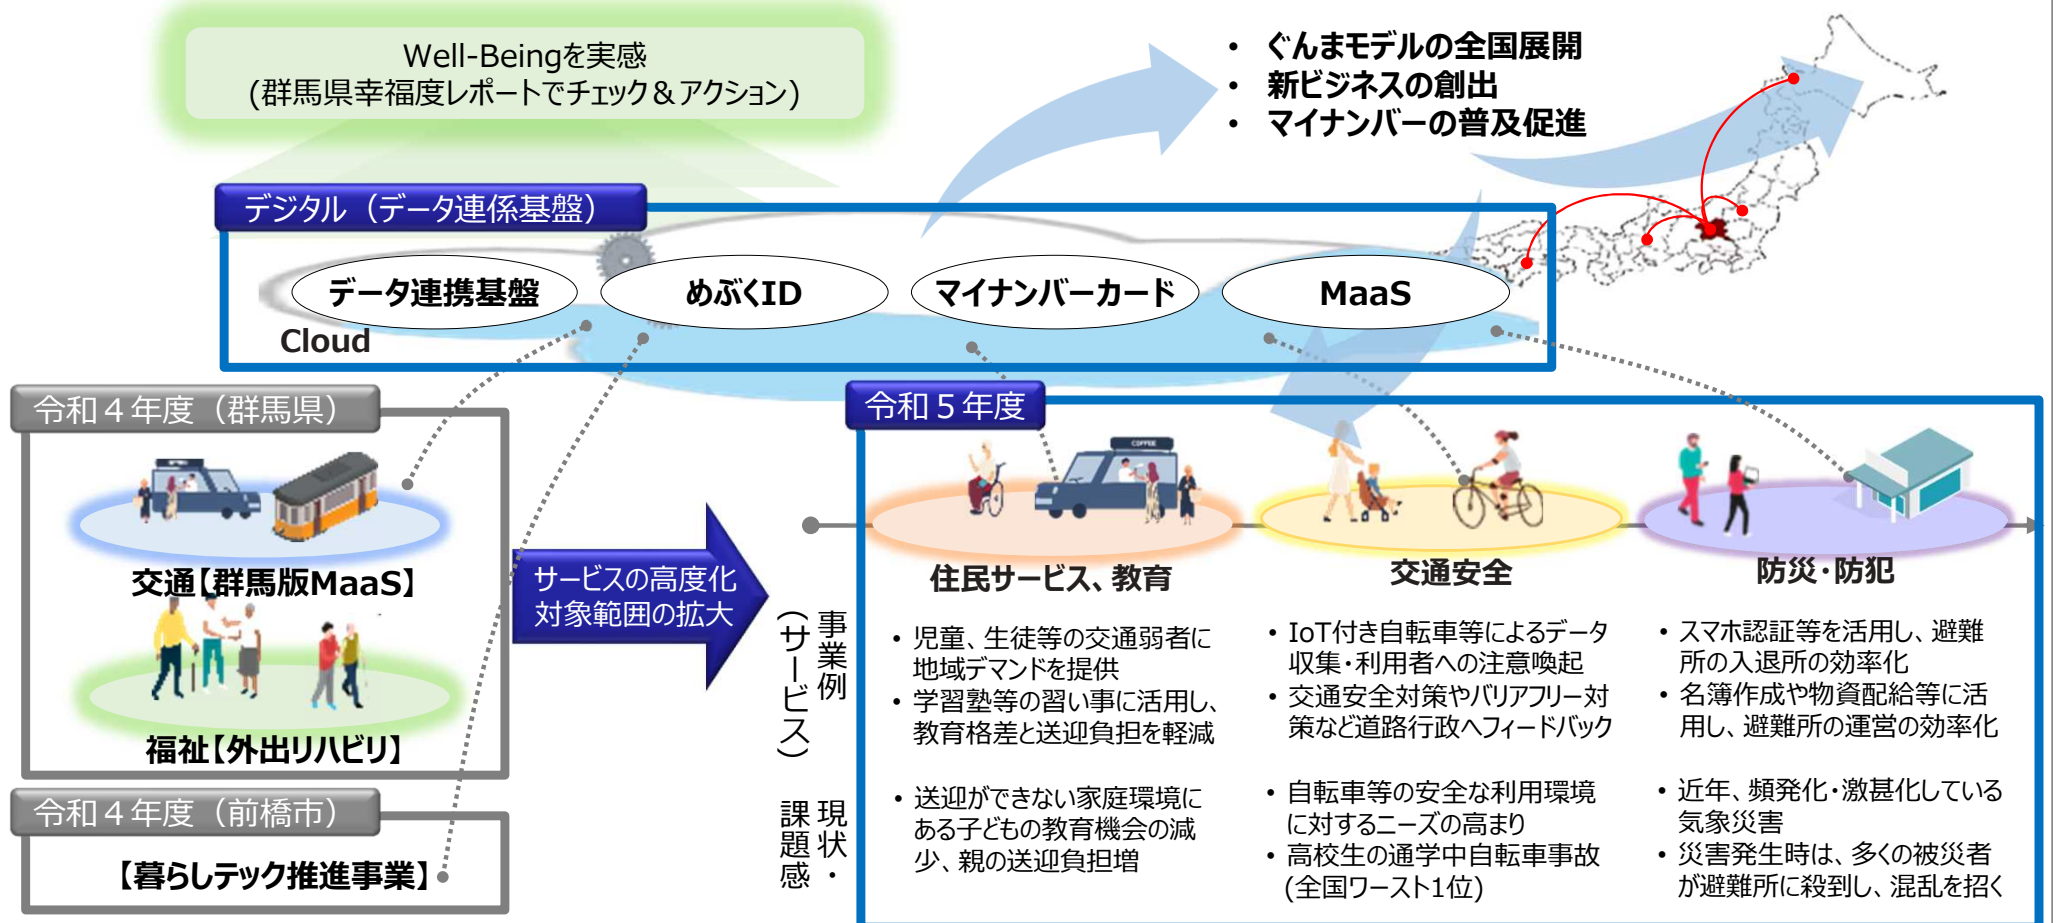 Well-Beingを実感
(群馬県幸福度レポートでチェック＆アクション)
• ぐんまモデルの全国展開
• 新ビジネスの創出
• マイナンバーの普及促進
デジタル（データ連係基盤）
データ連携基盤
めぶくID
マイナンバーカード
MaaS
Cloud
令和４年度（群馬県）
交通【群馬版MaaS】
福祉【外出リハビリ】
令和４年度（前橋市）
【暮らしテック推進事業】
サービスの高度化
対象範囲の拡大
令和５年度
COFFEE
住民サービス、教育
交通安全
防災・防犯
事業例
（サービス）
• 児童、生徒等の交通弱者に
地域デマンドを提供
• 学習塾等の習い事に活用し、
教育格差と送迎負担を軽減
• IoT付き自転車等によるデータ
収集・利用者への注意喚起
• 交通安全対策やバリアフリー対
策など道路行政へフィードバック
• スマホ認証等を活用し、避難
所の入退所の効率化
• 名簿作成や物資配給等に活
用し、避難所の運営の効率化
現状・
課題感
• 送迎ができない家庭環境に
ある子どもの教育機会の減
少、親の送迎負担増
• 自転車等の安全な利用環境
に対するニーズの高まり
• 高校生の通学中自転車事故
(全国ワースト1位)
• 近年、頻発化・激甚化している
気象災害
• 災害発生時は、多くの被災者
が避難所に殺到し、混乱を招く